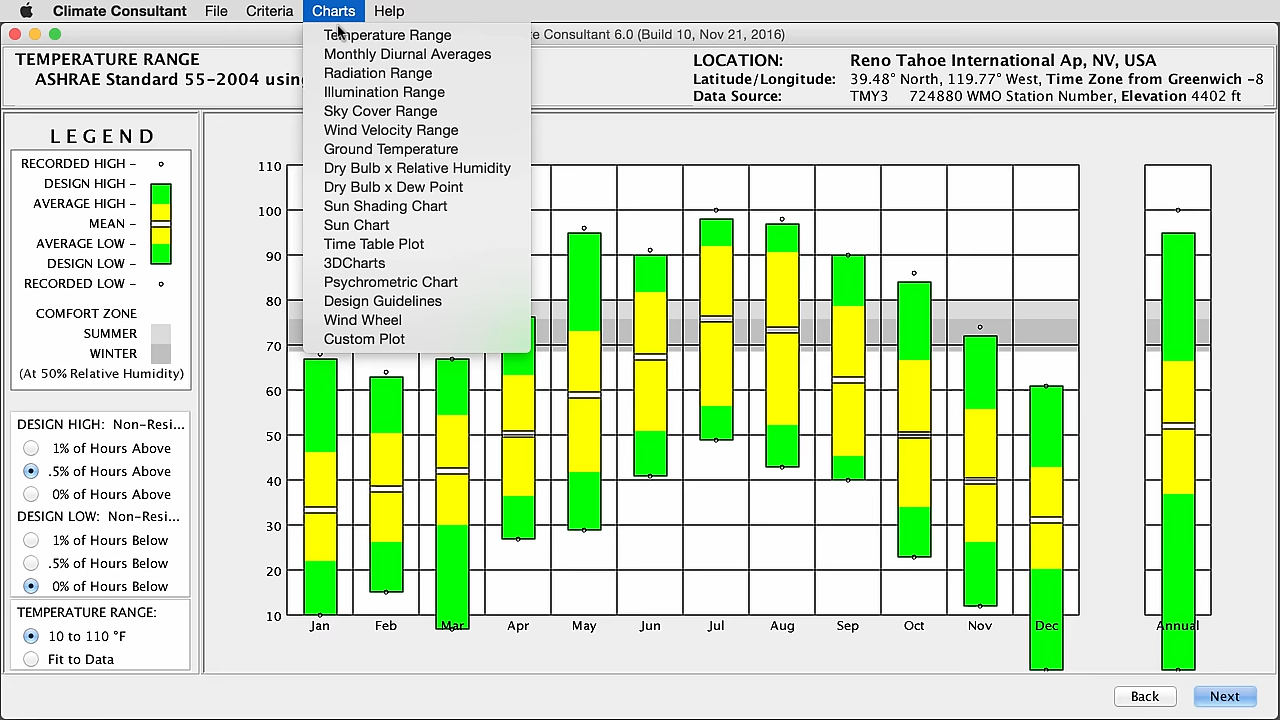 Climate Consultant File Criteria Charts Help
te Consultant 6.0 (Build 10, Nov 21, 2016)
TEMPERATURE RANGE
ASHRAE Standard 55-2004 usin
LOCATION: Reno Tahoe International Ap, NV, USA
Latitude/Longitude: 39.48° North, 119.77° West, Time Zone from Greenwich -8
Data Source: TMY3 724880 WMO Station Number, Elevation 4402 ft
Temperature Range
Monthly Diurnal Averages
Radiation Range
Illumination Range
Sky Cover Range
Wind Velocity Range
Ground Temperature
Dry Bulb x Relative Humidity
Dry Bulb x Dew Point
Sun Shading Chart
Sun Chart
Time Table Plot
3DCharts
Psychrometric Chart
Design Guidelines
Wind Wheel
Custom Plot
LEGEND
RECORDED HIGH -
DESIGN HIGH -
AVERAGE HIGH -
MEAN -
AVERAGE LOW -
DESIGN LOW -
RECORDED LOW -
COMFORT ZONE
SUMMER
WINTER
(At 50% Relative Humidity)
DESIGN HIGH: Non-Resi...
1% of Hours Above
.5% of Hours Above
0% of Hours Above
DESIGN LOW: Non-Resi...
1% of Hours Below
.5% of Hours Below
0% of Hours Below
TEMPERATURE RANGE:
10 to 110 °F
Fit to Data
110
100
90
80
70
60
50
40
30
20
10
Jan Feb Mar Apr May Jun Jul Aug Sep Oct Nov Dec Annual
Back Next